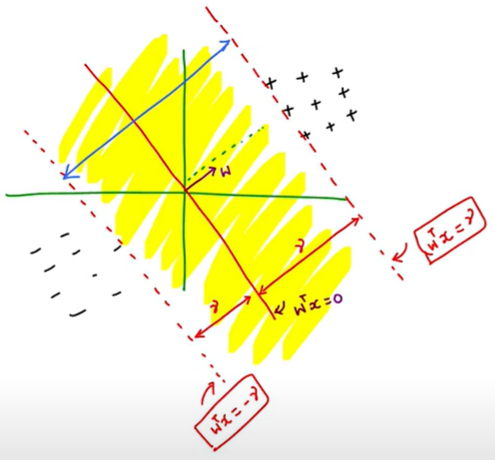 w
γ
γ
wᵀx = γ
wᵀx = 0
wᵀx = -γ